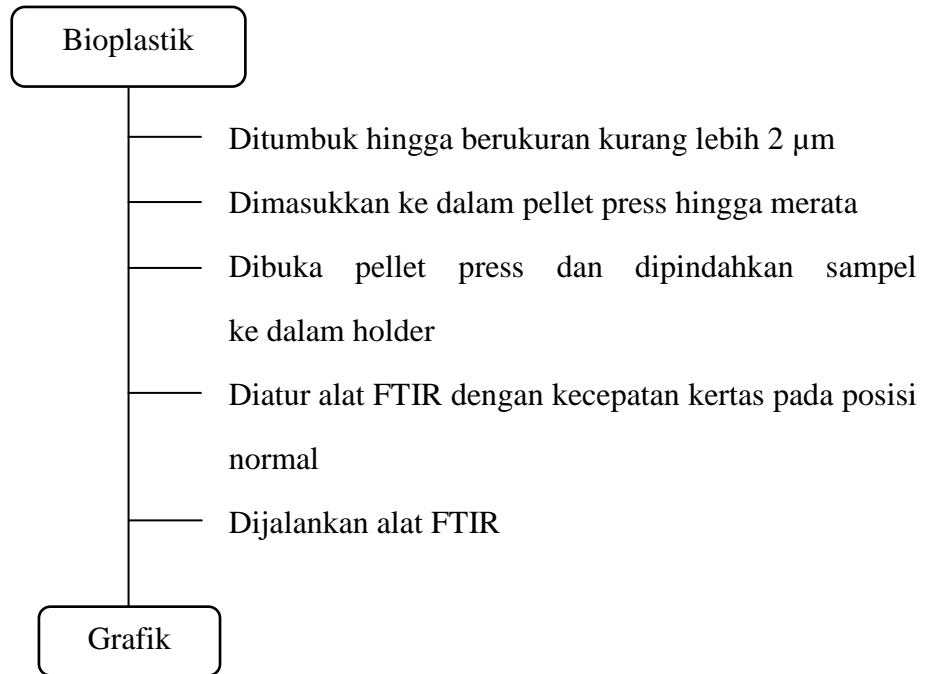 Bioplastik
Ditumbuk hingga berukuran kurang lebih 2 µm
Dimasukkan ke dalam pellet press hingga merata
Dibuka pellet press dan dipindahkan sampel
ke dalam holder
Diatur alat FTIR dengan kecepatan kertas pada posisi
normal
Dijalankan alat FTIR
Grafik